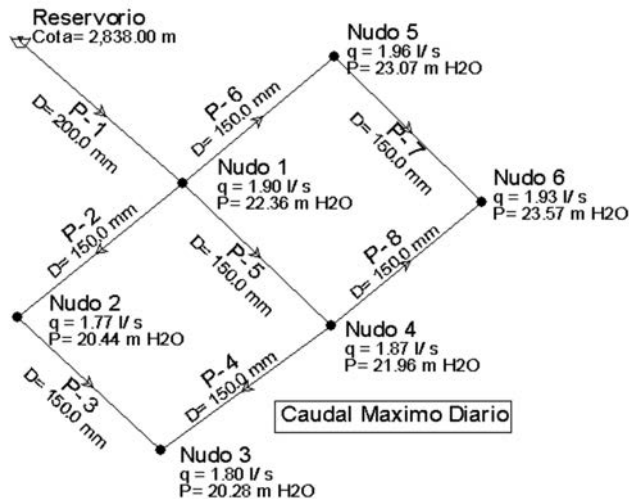 Reservorio
Cota= 2,838.00 m
P-1
D= 200.0 mm
Nudo 5
q = 1.96 l/s
P= 23.07 m H2O
P-6
D= 150.0 mm
P-7
D= 150.0 mm
Nudo 1
q = 1.90 l/s
P= 22.36 m H2O
Nudo 6
q = 1.93 l/s
P= 23.57 m H2O
P-2
D= 150.0 mm
P-5
D= 150.0 mm
P-8
D= 150.0 mm
Nudo 2
q = 1.77 l/s
P= 20.44 m H2O
Nudo 4
q = 1.87 l/s
P= 21.96 m H2O
P-3
D= 150.0 mm
P-4
D= 150.0 mm
Caudal Maximo Diario
Nudo 3
q = 1.80 l/s
P= 20.28 m H2O